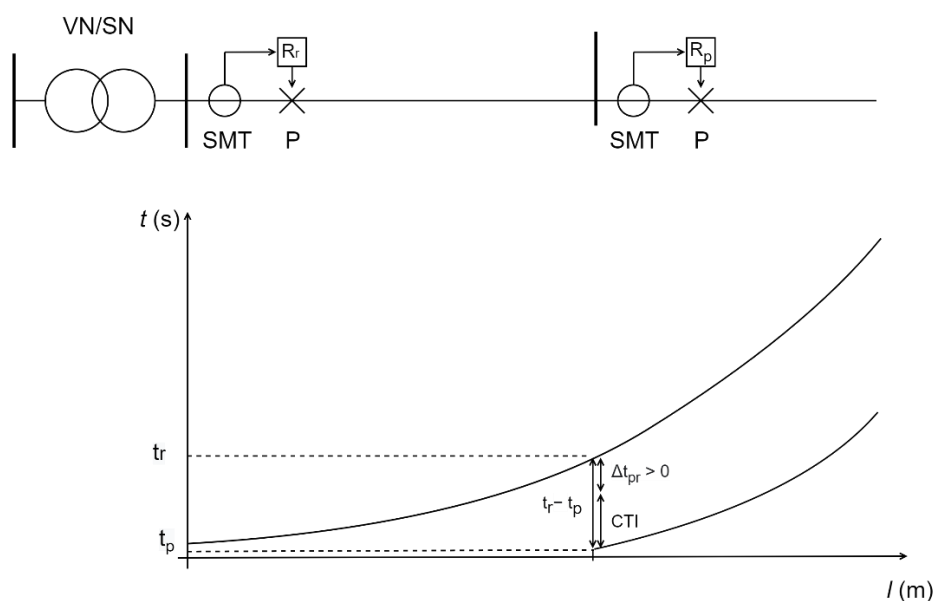 VN/SN
Rr
Rp
SMT P
SMT P
t (s)
tr
Δtpr > 0
tr− tp
CTI
tp
l (m)